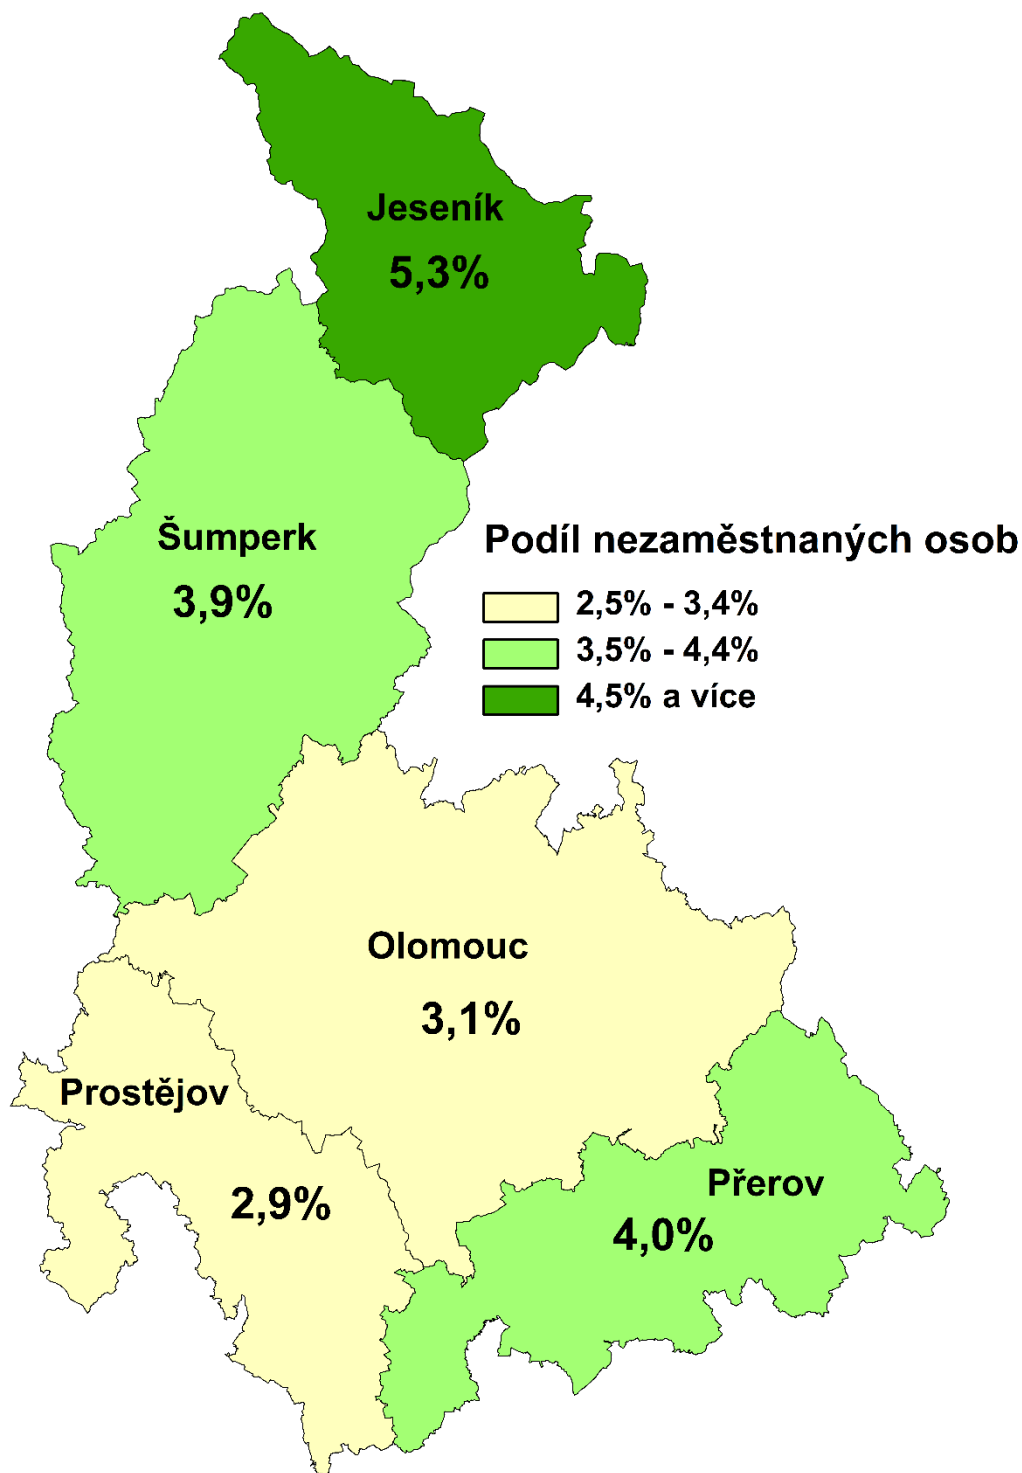 Jeseník
5,3%
Šumperk
3,9%
Podíl nezaměstnaných osob
2,5% - 3,4%
3,5% - 4,4%
4,5% a více
Olomouc
3,1%
Prostějov
2,9%
Přerov
4,0%